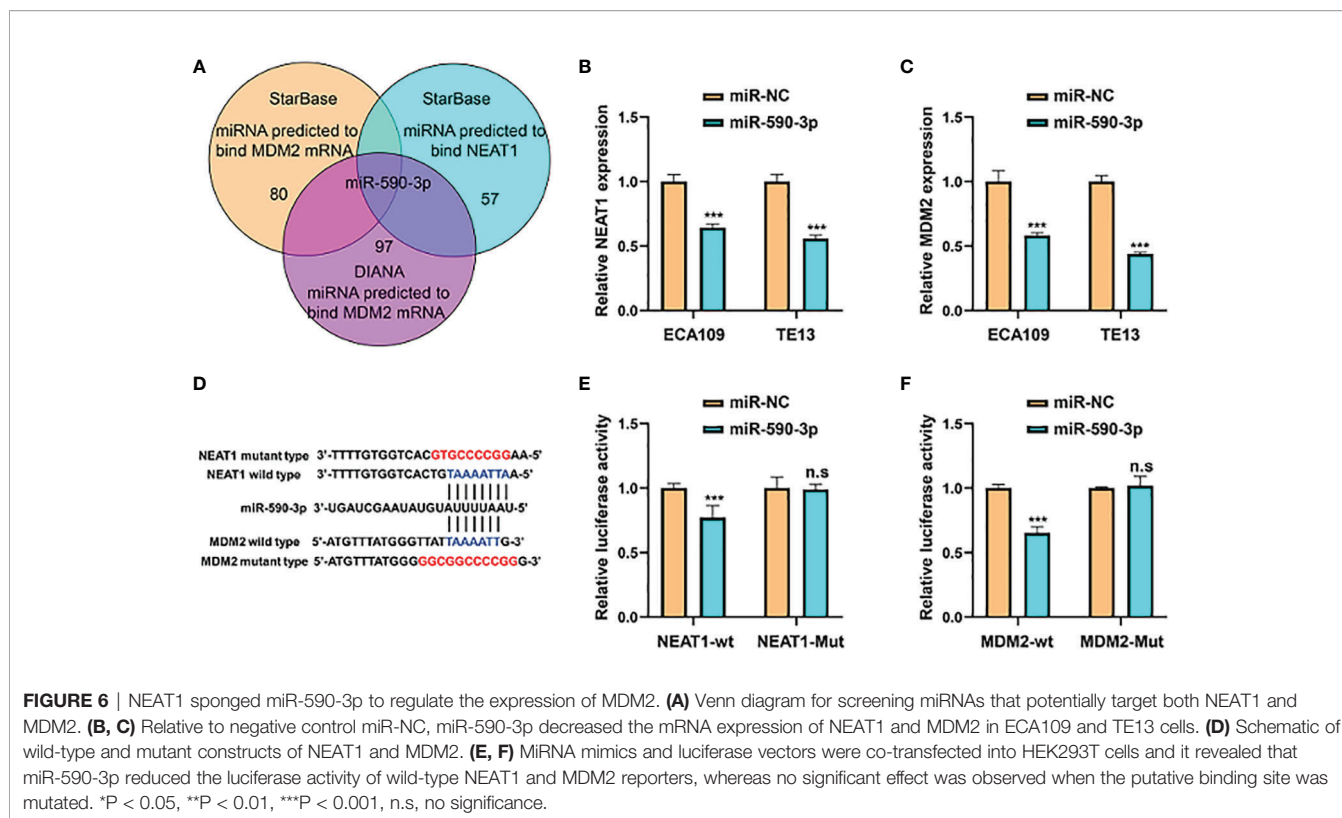 A
StarBase
miRNA predicted to
bind MDM2 mRNA
80
StarBase
miRNA predicted to
bind NEAT1
57
miR-590-3p
97
DIANA
miRNA predicted to
bind MDM2 mRNA
B
miR-NC
miR-590-3p
Relative NEAT1 expression
1.5
1.0
0.5
0.0
***
***
ECA109 TE13
C
miR-NC
miR-590-3p
Relative MDM2 expression
1.5
1.0
0.5
0.0
***
***
ECA109 TE13
D
NEAT1 mutant type 3'-TTTTGTGGTCACGTGCCCCGGAA-5'
NEAT1 wild type 3'-TTTTGTGGTCACTGTAAAATTAA-5'
miR-590-3p 3'-UGAUCGAAUAUGUAUUUUAAU-5'
MDM2 wild type 5'-ATGTTTATGGGTTATTAAAATTG-3'
MDM2 mutant type 5'-ATGTTTATGGGGGCGGCCCCGGG-3'
E
miR-NC
miR-590-3p
Relative luciferase activity
1.5
1.0
0.5
0.0
***
n.s
NEAT1-wt NEAT1-Mut
F
miR-NC
miR-590-3p
Relative luciferase activity
1.5
1.0
0.5
0.0
***
n.s
MDM2-wt MDM2-Mut
FIGURE 6 | NEAT1 sponged miR-590-3p to regulate the expression of MDM2. (A) Venn diagram for screening miRNAs that potentially target both NEAT1 and
MDM2. (B, C) Relative to negative control miR-NC, miR-590-3p decreased the mRNA expression of NEAT1 and MDM2 in ECA109 and TE13 cells. (D) Schematic of
wild-type and mutant constructs of NEAT1 and MDM2. (E, F) MiRNA mimics and luciferase vectors were co-transfected into HEK293T cells and it revealed that
miR-590-3p reduced the luciferase activity of wild-type NEAT1 and MDM2 reporters, whereas no significant effect was observed when the putative binding site was
mutated. *P < 0.05, **P < 0.01, ***P < 0.001, n.s, no significance.